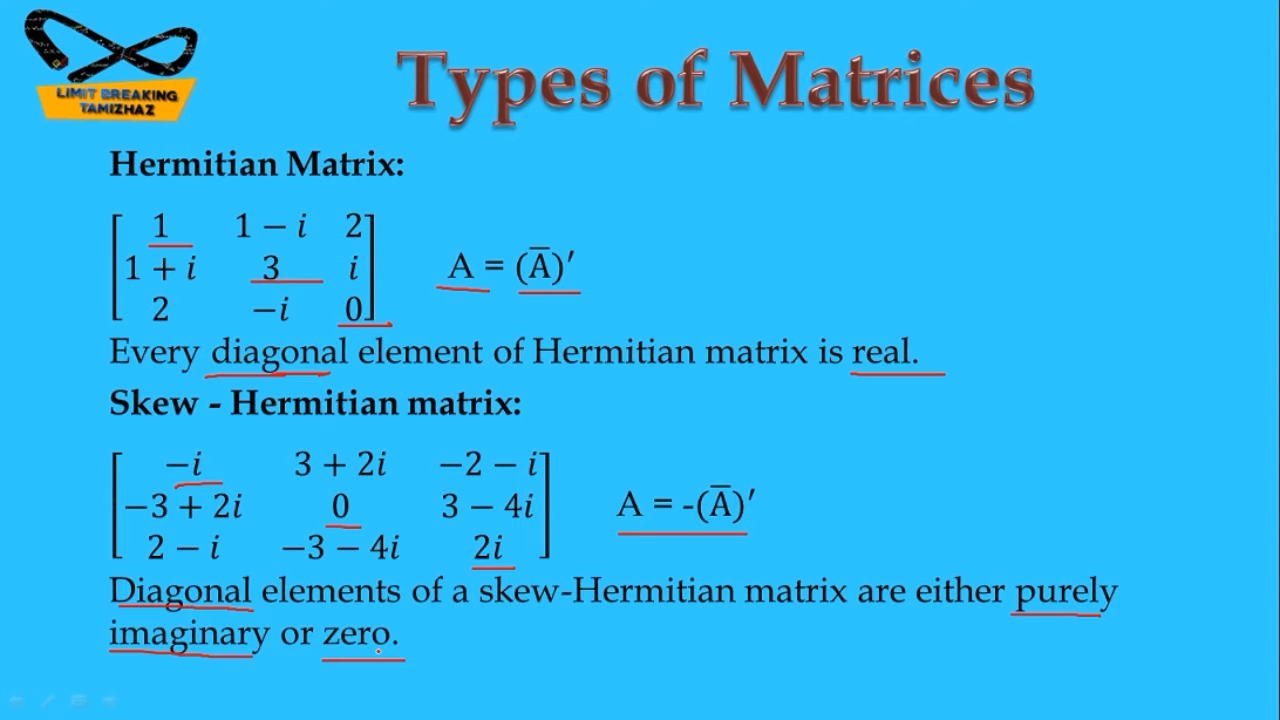 LIMIT BREAKING
TAMIZHAZ
Types of Matrices
Hermitian Matrix:
[ 1 1 − i 2 ]
[ 1 + i 3 i ] A = (A̅)′
[ 2 −i 0 ]
Every diagonal element of Hermitian matrix is real.
Skew - Hermitian matrix:
[ −i 3 + 2i −2 − i ]
[ −3 + 2i 0 3 − 4i ] A = -(A̅)′
[ 2 − i −3 − 4i 2i ]
Diagonal elements of a skew-Hermitian matrix are either purely
imaginary or zero.